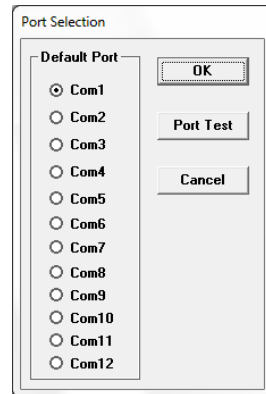 Port Selection
Default Port
Com1
Com2
Com3
Com4
Com5
Com6
Com7
Com8
Com9
Com10
Com11
Com12
OK
Port Test
Cancel